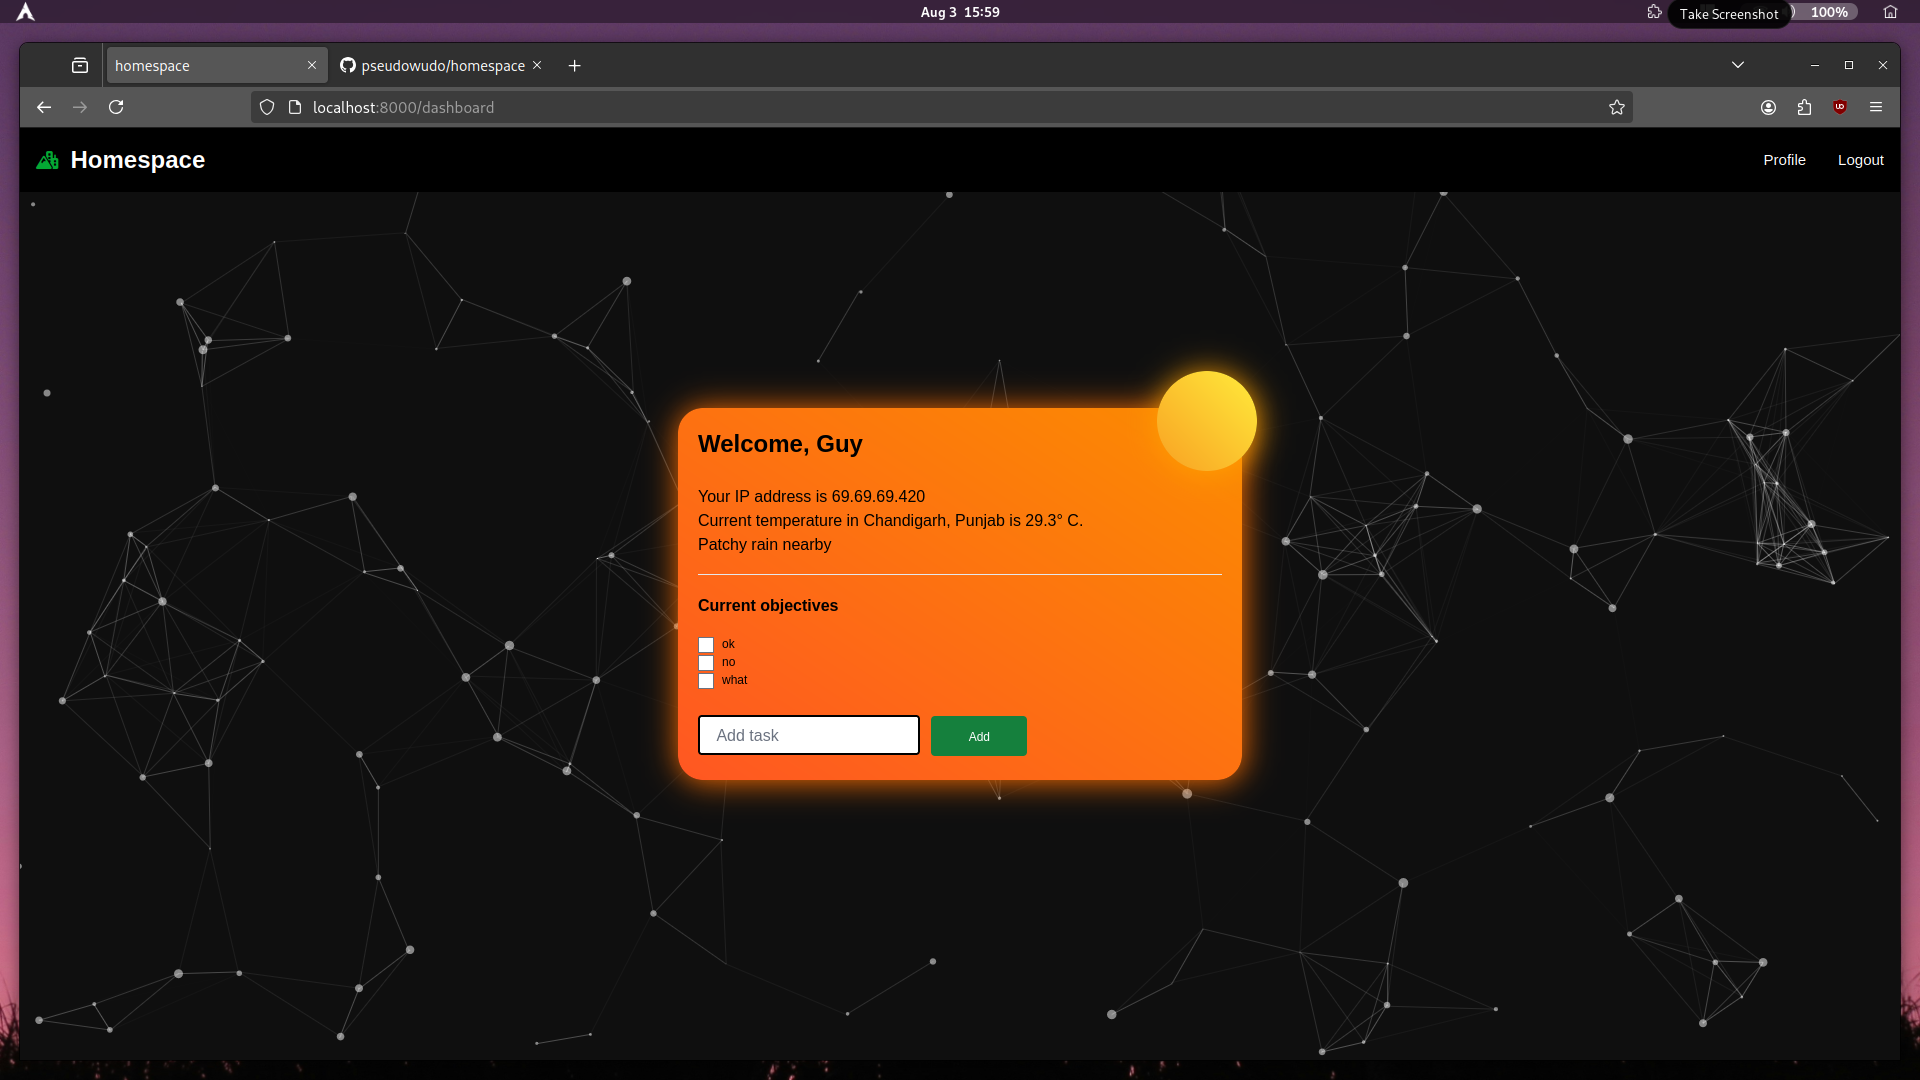 Aug 3 15:59
Take Screenshot
100%
homespace
pseudowudo/homespace
localhost:8000/dashboard
Homespace
Profile
Logout
Welcome, Guy
Your IP address is 69.69.69.420
Current temperature in Chandigarh, Punjab is 29.3° C.
Patchy rain nearby
Current objectives
ok
no
what
Add task
Add